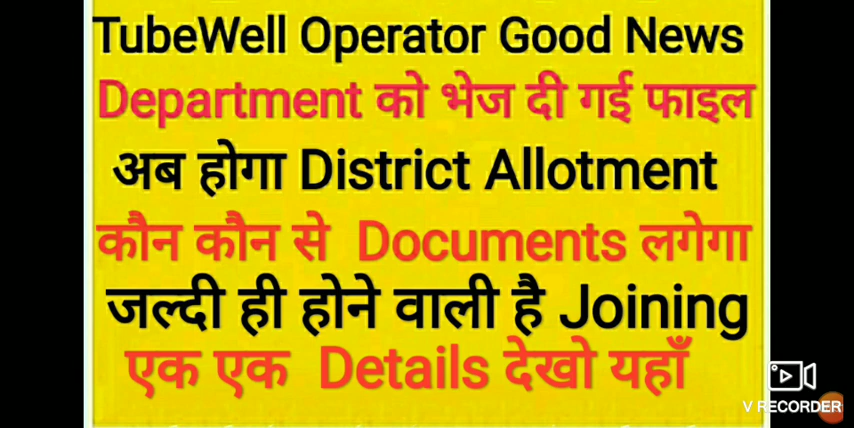 TubeWell Operator Good News
Department को भेज दी गई फाइल
अब होगा District Allotment
कौन कौन से Documents लगेगा
जल्दी ही होने वाली है Joining
एक एक Details देखो यहाँ
V RECORDER